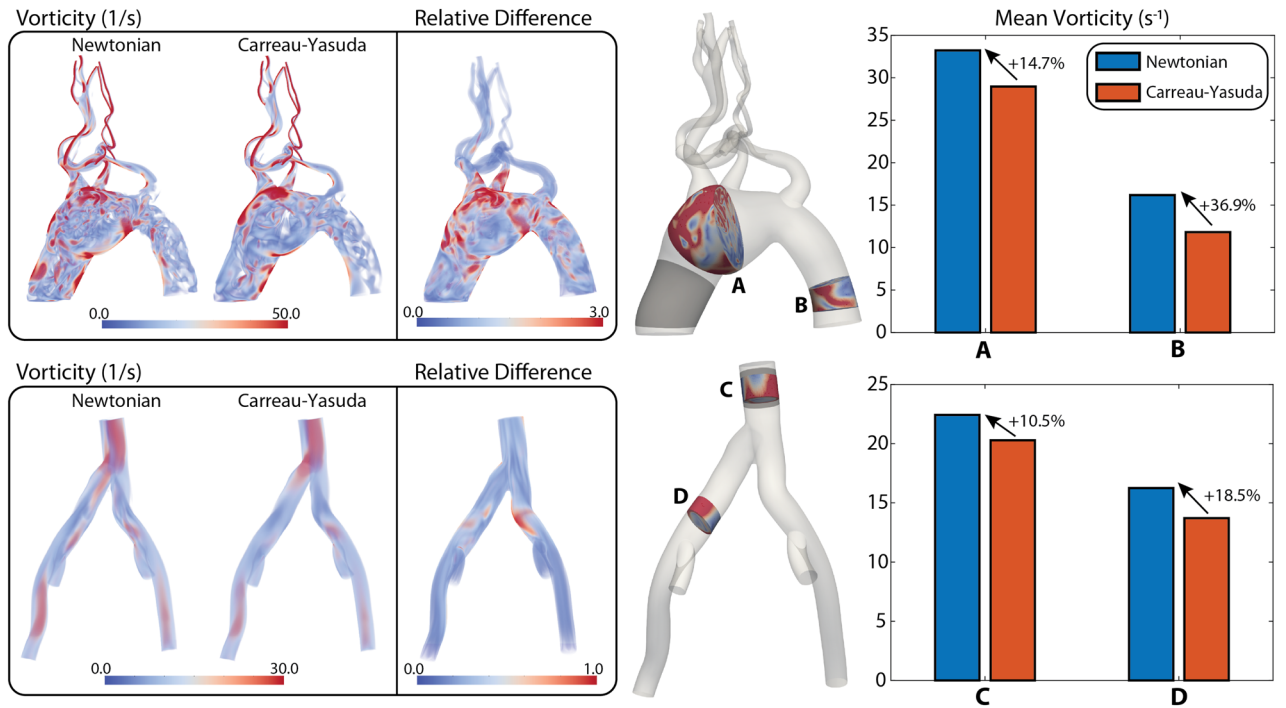 Vorticity (1/s)
Relative Difference
Newtonian
Carreau-Yasuda
0.0
50.0
0.0
3.0
A
B
Mean Vorticity (s⁻¹)
35
30
25
20
15
10
5
0
+14.7%
+36.9%
Newtonian
Carreau-Yasuda
A
B
Vorticity (1/s)
Relative Difference
Newtonian
Carreau-Yasuda
0.0
30.0
0.0
1.0
C
D
25
20
15
10
5
0
+10.5%
+18.5%
C
D